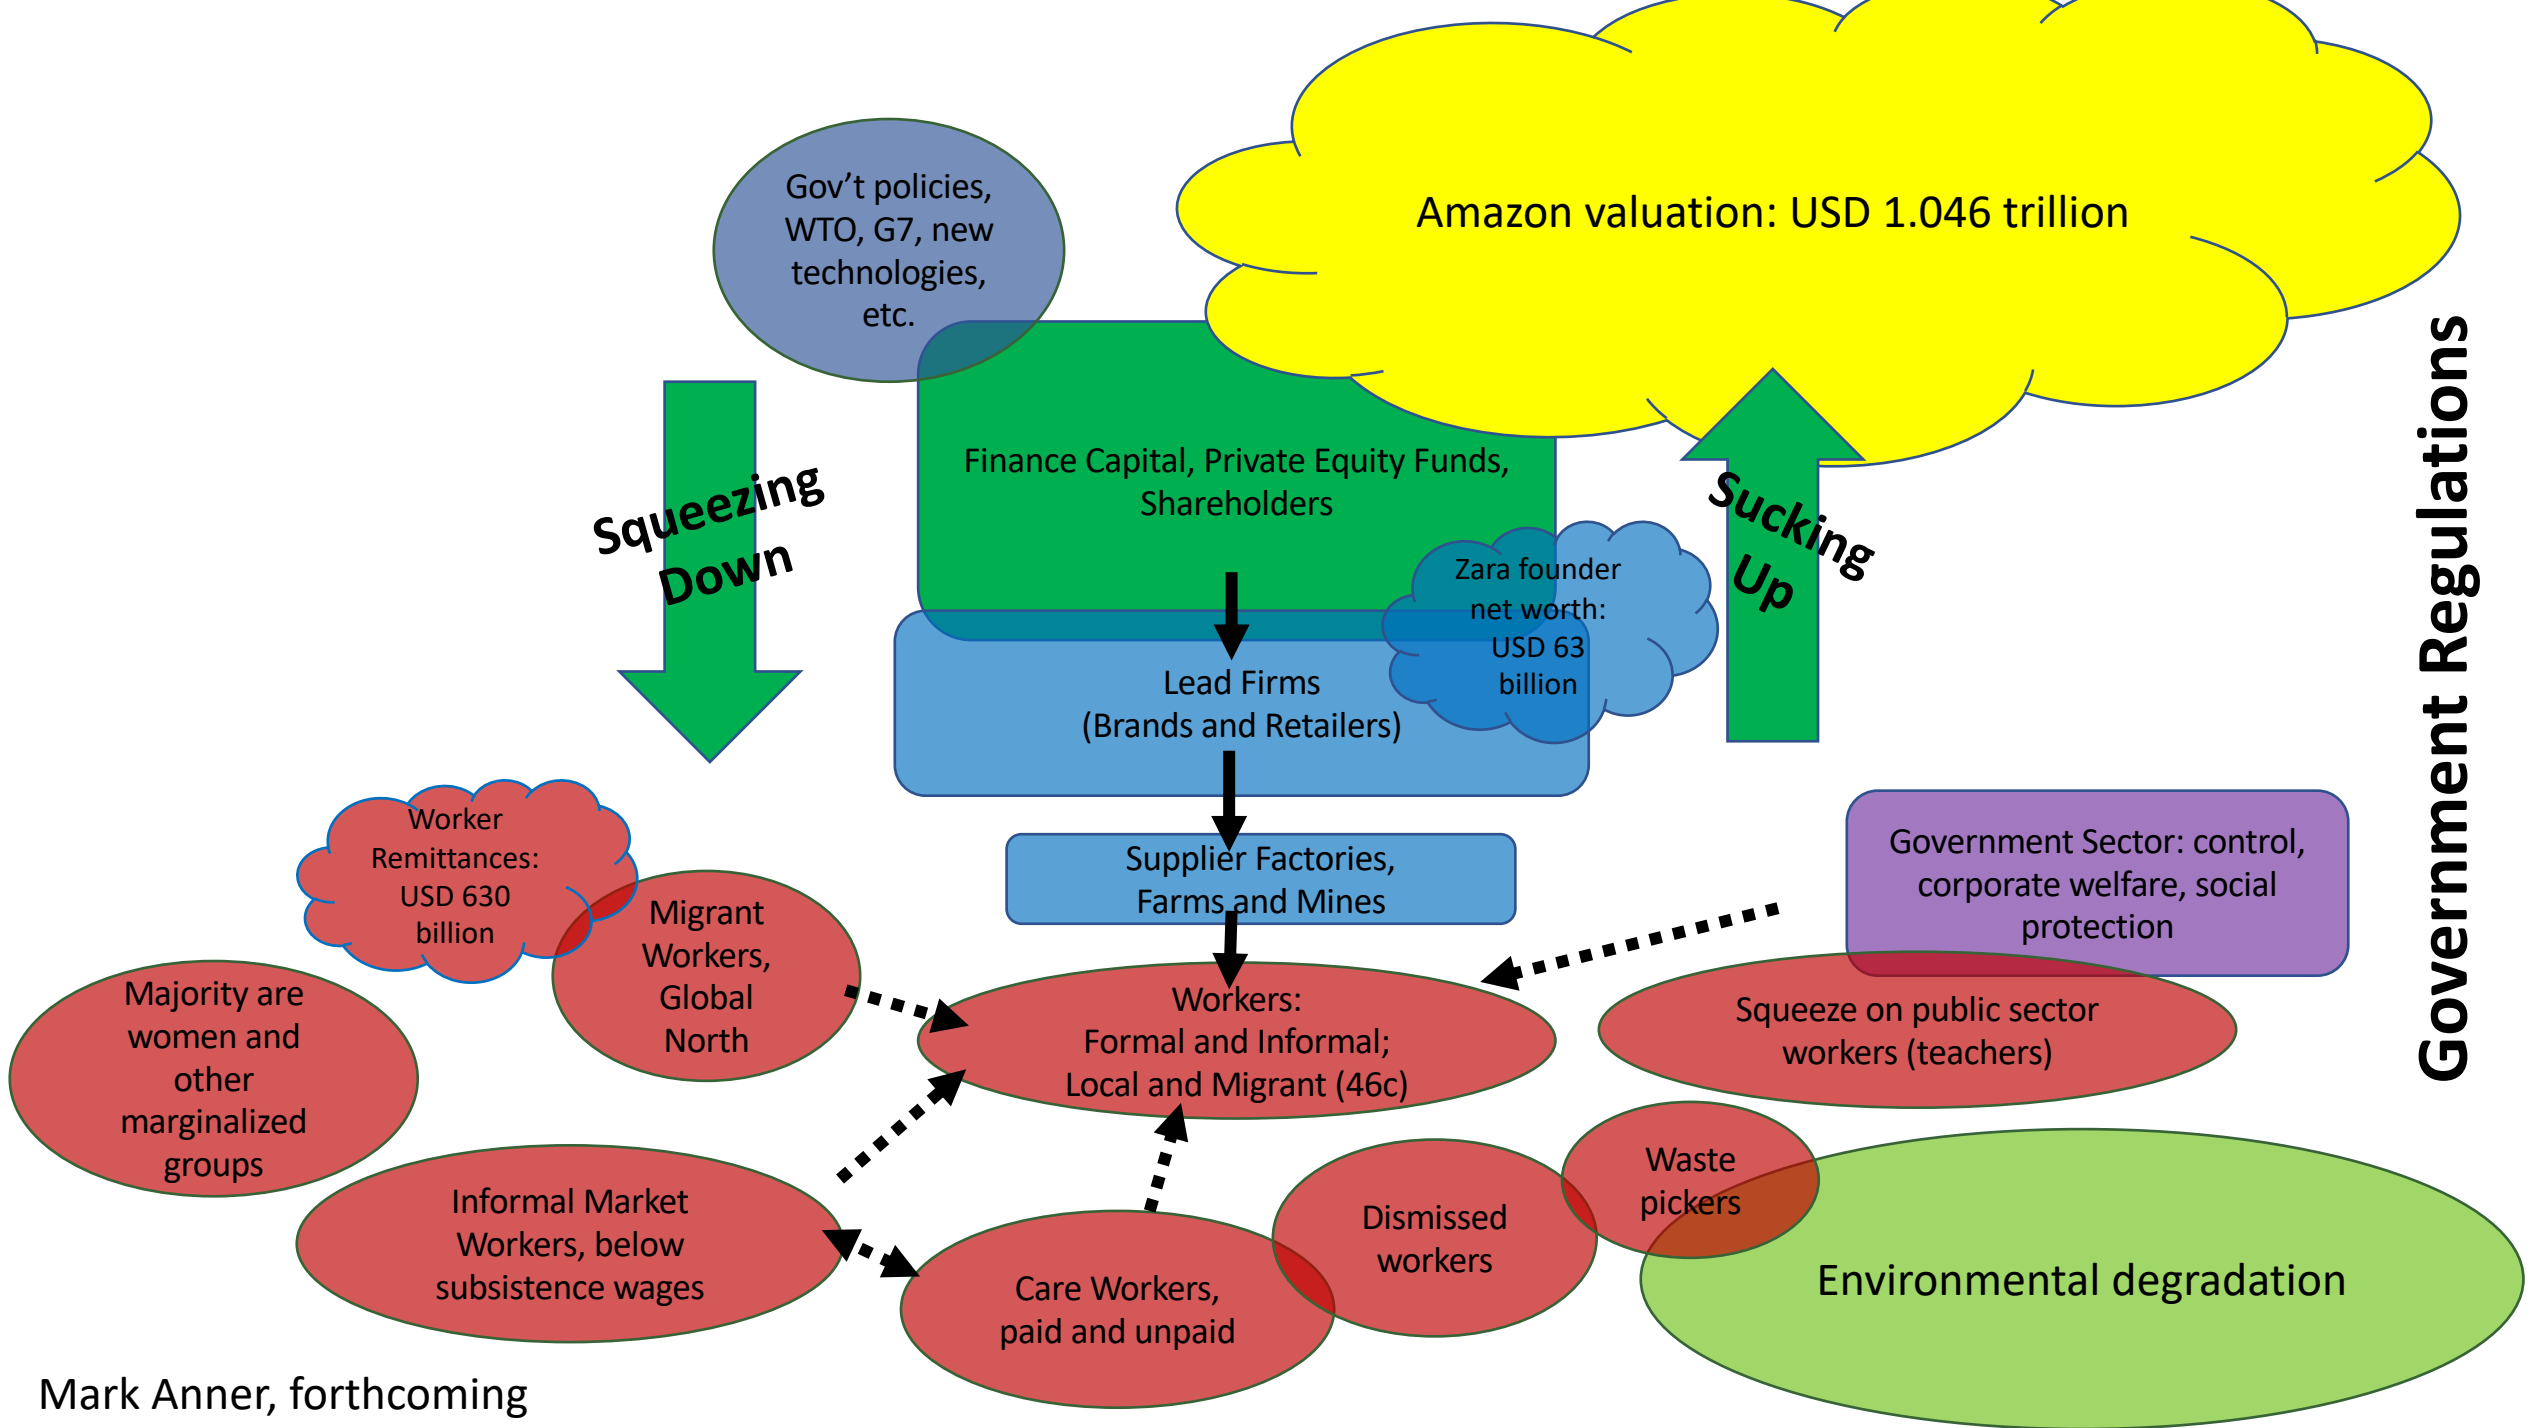 Gov’t policies,
WTO, G7, new
technologies,
etc.
Amazon valuation: USD 1.046 trillion
Finance Capital, Private Equity Funds,
Shareholders
Squeezing
Down
Sucking
Up
Zara founder
net worth:
USD 63
billion
Lead Firms
(Brands and Retailers)
Government Regulations
Worker
Remittances:
USD 630
billion
Supplier Factories,
Farms and Mines
Government Sector: control,
corporate welfare, social
protection
Migrant
Workers,
Global
North
Majority are
women and
other
marginalized
groups
Workers:
Formal and Informal;
Local and Migrant (46c)
Squeeze on public sector
workers (teachers)
Informal Market
Workers, below
subsistence wages
Care Workers,
paid and unpaid
Dismissed
workers
Waste
pickers
Environmental degradation
Mark Anner, forthcoming